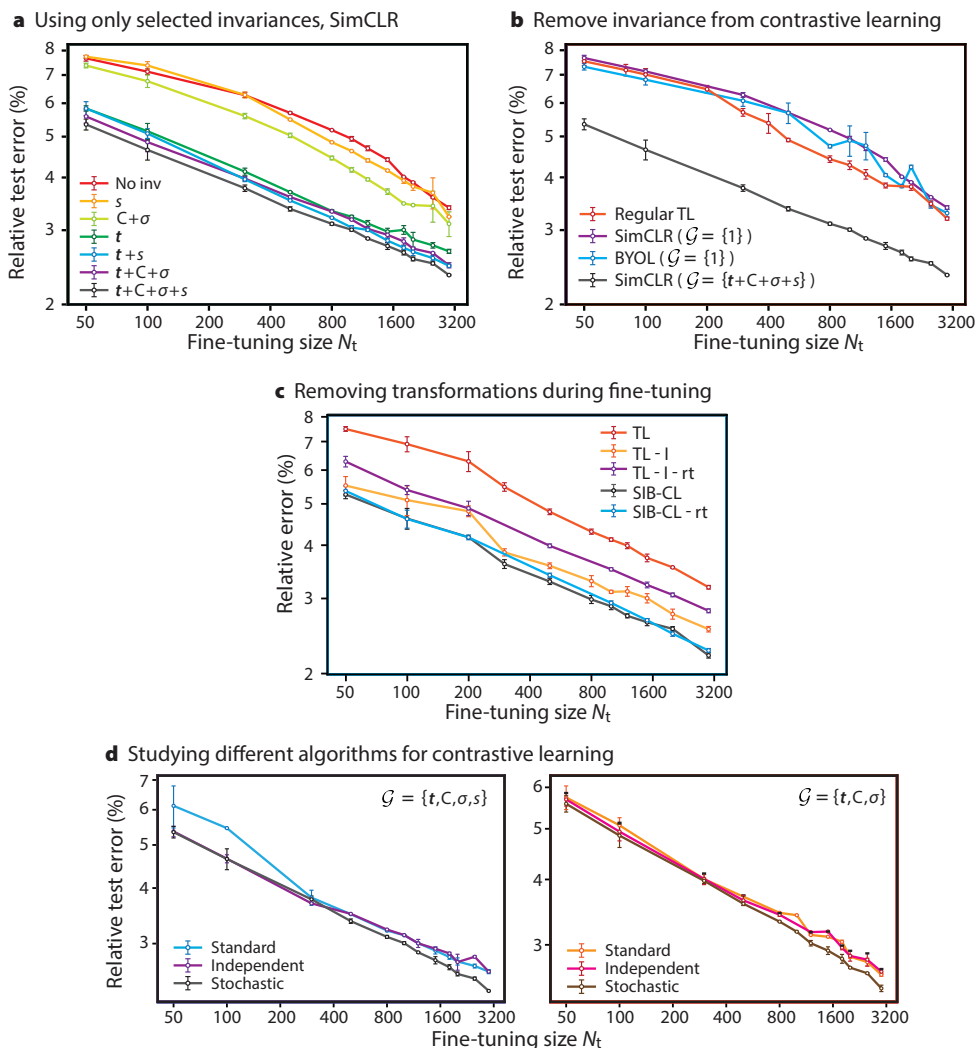 a Using only selected invariances, SimCLR
8
7
6
5
4
3
2
Relative test error (%)
No inv
s
C+σ
t
t+s
t+C+σ
t+C+σ+s
50 100 200 400 800 1600 3200
Fine-tuning size Nt
b Remove invariance from contrastive learning
8
7
6
5
4
3
2
Relative test error (%)
Regular TL
SimCLR (𝒢 = {1})
BYOL (𝒢 = {1})
SimCLR (𝒢 = {t+C+σ+s})
50 100 200 400 800 1600 3200
Fine-tuning size Nt
c Removing transformations during fine-tuning
8
7
6
5
4
3
2
Relative error (%)
TL
TL - I
TL - I - rt
SIB-CL
SIB-CL - rt
50 100 200 400 800 1600 3200
Fine-tuning size Nt
d Studying different algorithms for contrastive learning
7
6
5
4
3
Relative test error (%)
𝒢 = {t,C,σ,s}
Standard
Independent
Stochastic
50 100 200 400 800 1600 3200
6
5
4
3
𝒢 = {t,C,σ}
Standard
Independent
Stochastic
50 100 200 400 800 1600 3200
Fine-tuning size Nt